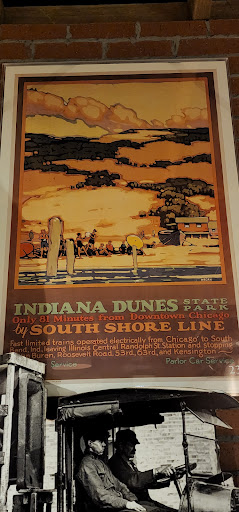 INDIANA DUNES STATE PARK
Only 61 Minutes from Downtown Chicago
by SOUTH SHORE LINE
Fast limited trains operated electrically from Chicago to South
Bend, Ind., leaving Illinois Central Randolph St. Station and stopping
Van Buren, Roosevelt Road, 53rd, 63rd, and Kensington
Service
Parlor Car Service